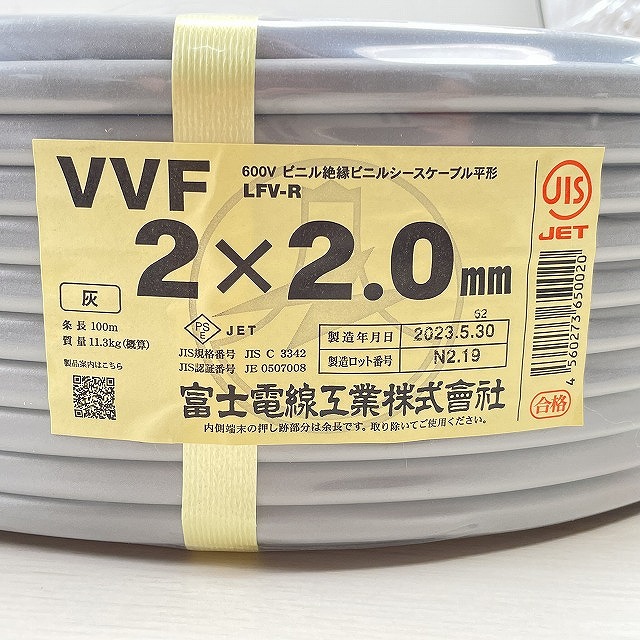 VVF
600V ビニル絶縁ビニルシースケーブル平形
LFV-R
2×2.0mm
灰
条 長 100m
質 量 11.3kg(概算)
製品案内はこちら
PS
E
JET
JIS規格番号 JIS C 3342
JIS認証番号 JE 0507008
S2
製造年月日 2023.5.30
製造ロット番号 N2.19
富士電線工業株式會社
内側端末の押し跡部分は余長です。取り除いてご使用ください。
JIS
JET
4 560273 650020
合格